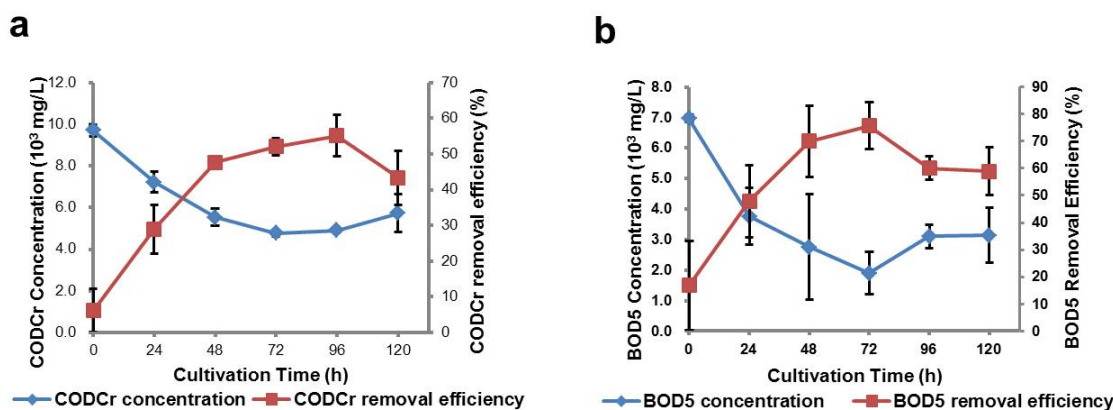 a
CODCr Concentration (10³ mg/L)
12.0
10.0
8.0
6.0
4.0
2.0
0.0
70
60
50
40
30
20
10
0
CODCr removal efficiency (%)
0 24 48 72 96 120
Cultivation Time (h)
CODCr concentration CODCr removal efficiency
b
BOD5 Concentration (10³ mg/L)
8.0
7.0
6.0
5.0
4.0
3.0
2.0
1.0
0.0
90
80
70
60
50
40
30
20
10
0
BOD5 Removal Efficiency (%)
0 24 48 72 96 120
Cultivation Time (h)
BOD5 concentration BOD5 removal efficiency